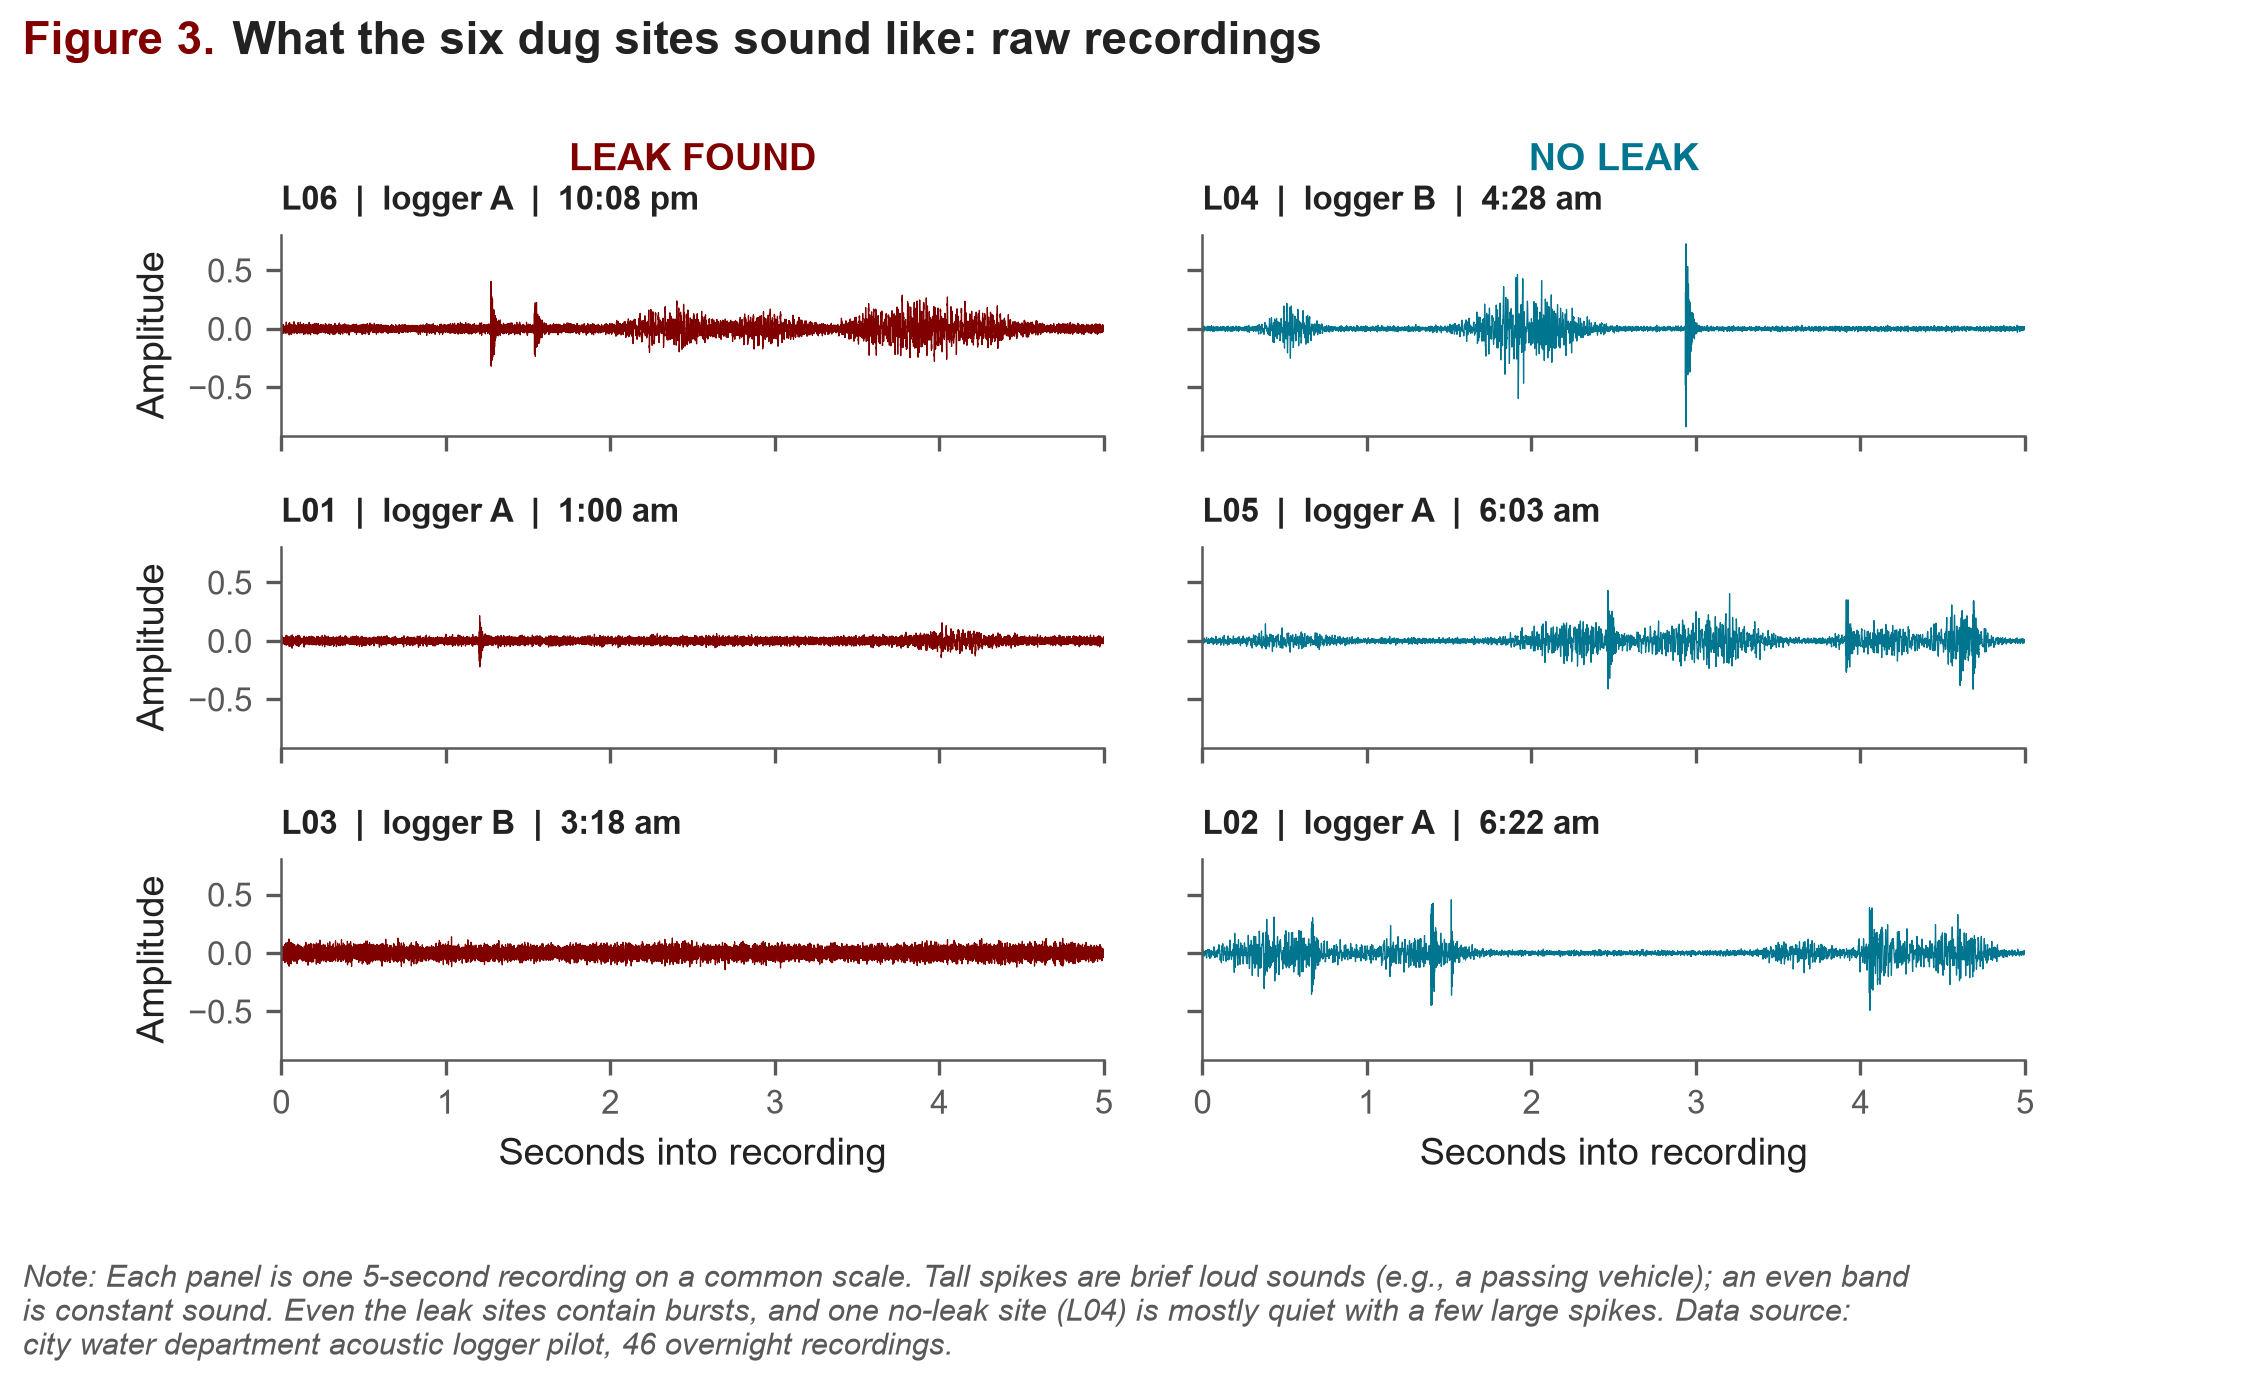 Figure 3. What the six dug sites sound like: raw recordings
LEAK FOUND
NO LEAK
L06 | logger A | 10:08 pm
L04 | logger B | 4:28 am
Amplitude
0.5
0.0
−0.5
L01 | logger A | 1:00 am
L05 | logger A | 6:03 am
Amplitude
0.5
0.0
−0.5
L03 | logger B | 3:18 am
L02 | logger A | 6:22 am
Amplitude
0.5
0.0
−0.5
0 1 2 3 4 5
0 1 2 3 4 5
Seconds into recording
Seconds into recording
Note: Each panel is one 5-second recording on a common scale. Tall spikes are brief loud sounds (e.g., a passing vehicle); an even band
is constant sound. Even the leak sites contain bursts, and one no-leak site (L04) is mostly quiet with a few large spikes. Data source:
city water department acoustic logger pilot, 46 overnight recordings.